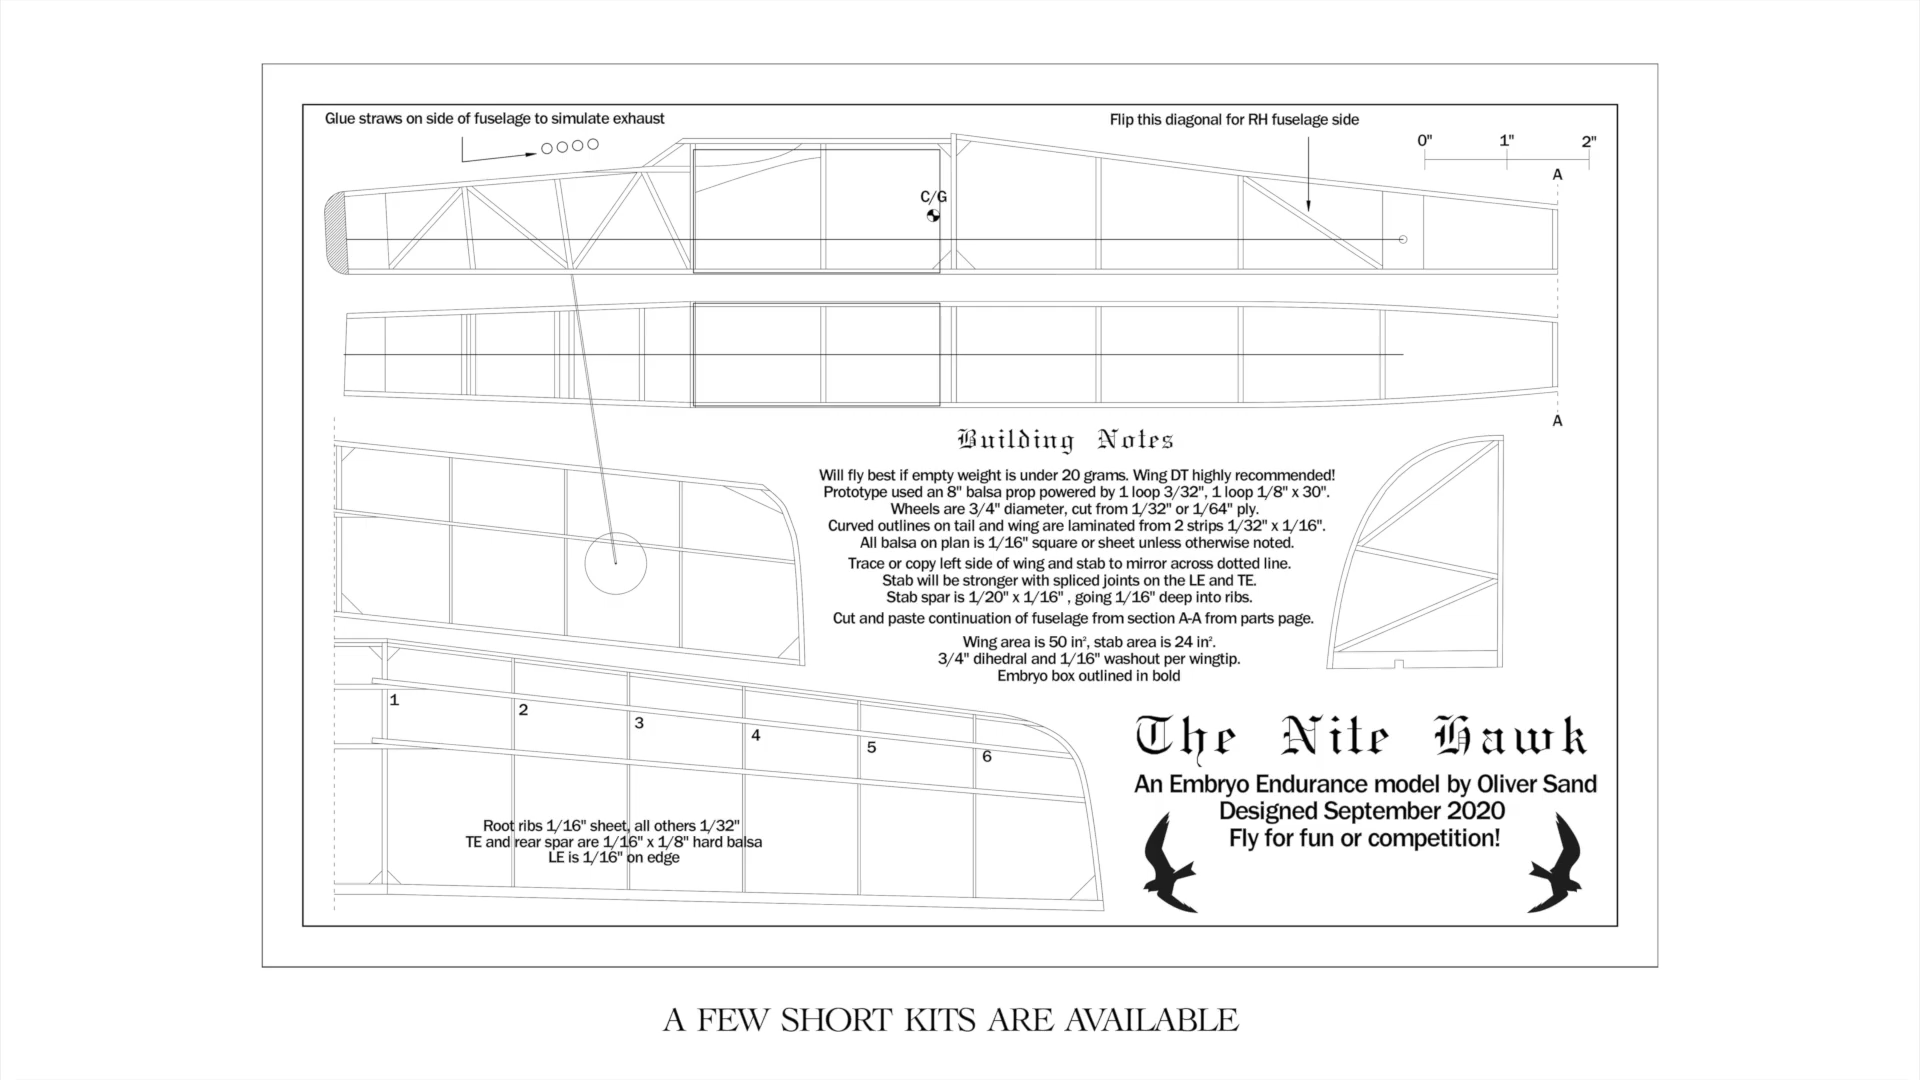 Glue straws on side of fuselage to simulate exhaust
Flip this diagonal for RH fuselage side
0" 1" 2"
A
C/G
A
Building Notes
Will fly best if empty weight is under 20 grams. Wing DT highly recommended!
Prototype used an 8" balsa prop powered by 1 loop 3/32", 1 loop 1/8" x 30".
Wheels are 3/4" diameter, cut from 1/32" or 1/64" ply.
Curved outlines on tail and wing are laminated from 2 strips 1/32" x 1/16".
All balsa on plan is 1/16" square or sheet unless otherwise noted.
Trace or copy left side of wing and stab to mirror across dotted line.
Stab will be stronger with spliced joints on the LE and TE.
Stab spar is 1/20" x 1/16" , going 1/16" deep into ribs.
Cut and paste continuation of fuselage from section A-A from parts page.
Wing area is 50 in², stab area is 24 in².
3/4" dihedral and 1/16" washout per wingtip.
Embryo box outlined in bold
1
2
3
4
5
6
Root ribs 1/16" sheet, all others 1/32"
TE and rear spar are 1/16" x 1/8" hard balsa
LE is 1/16" on edge
The Nite Hawk
An Embryo Endurance model by Oliver Sand
Designed September 2020
Fly for fun or competition!
A FEW SHORT KITS ARE AVAILABLE